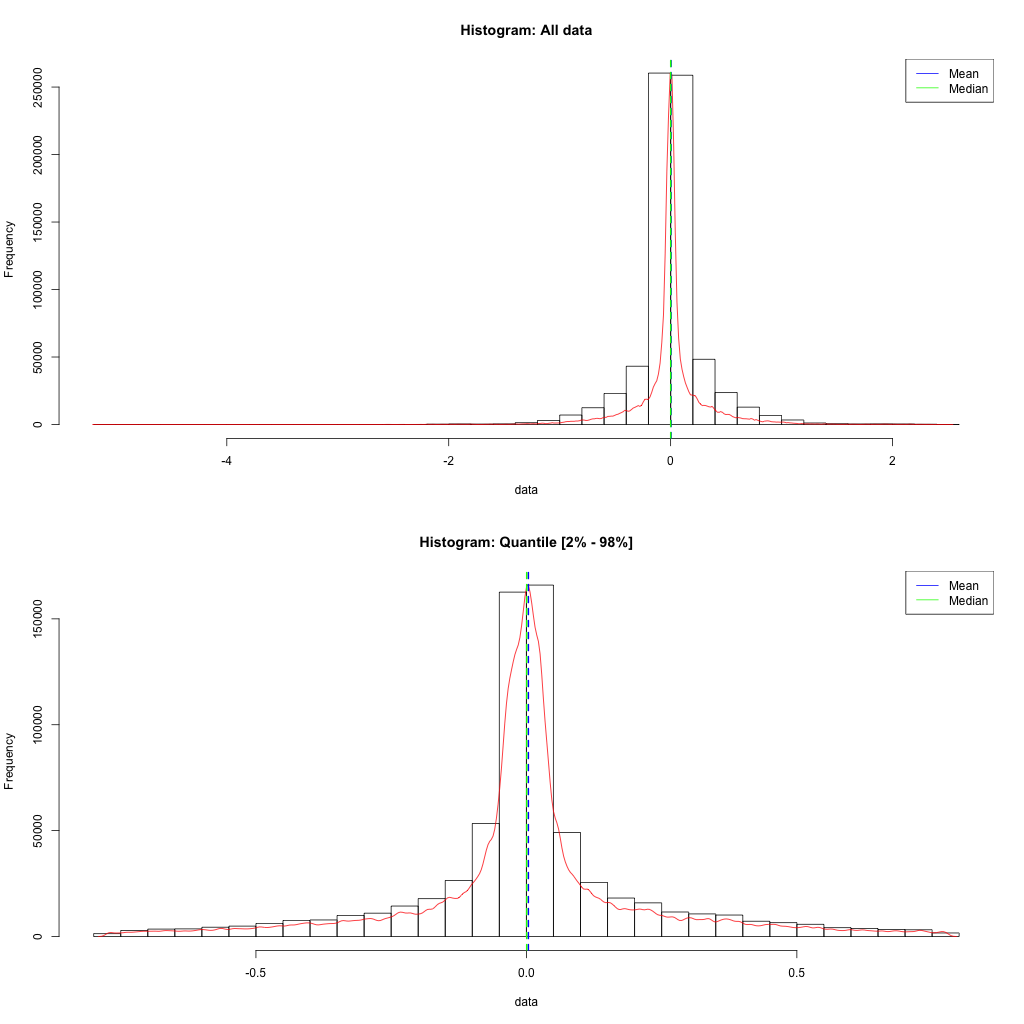 Histogram: All data
Mean
Median
Frequency
250000
200000
150000
100000
50000
0
-4 -2 0 2
data
Histogram: Quantile [2% - 98%]
Mean
Median
Frequency
150000
100000
50000
0
-0.5 0.0 0.5
data